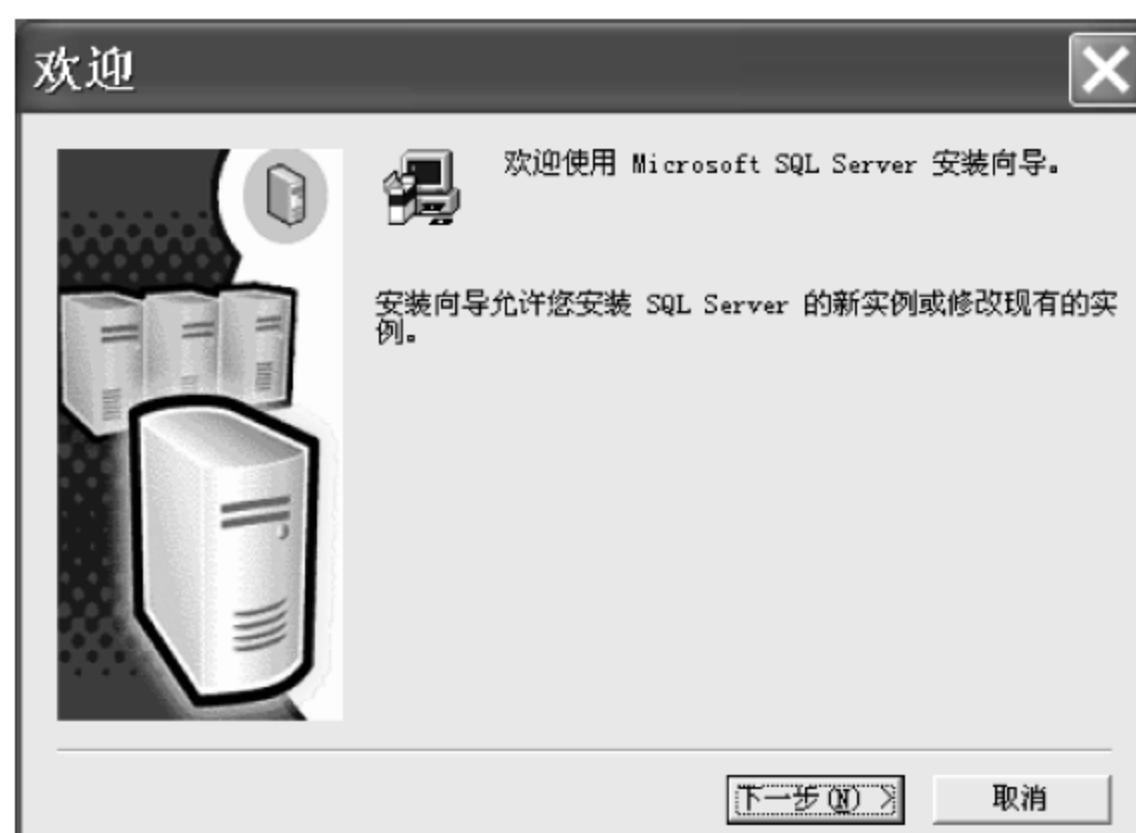 欢迎
欢迎使用 Microsoft SQL Server 安装向导。
安装向导允许您安装 SQL Server 的新实例或修改现有的实
例。
下一步(N) >
取消